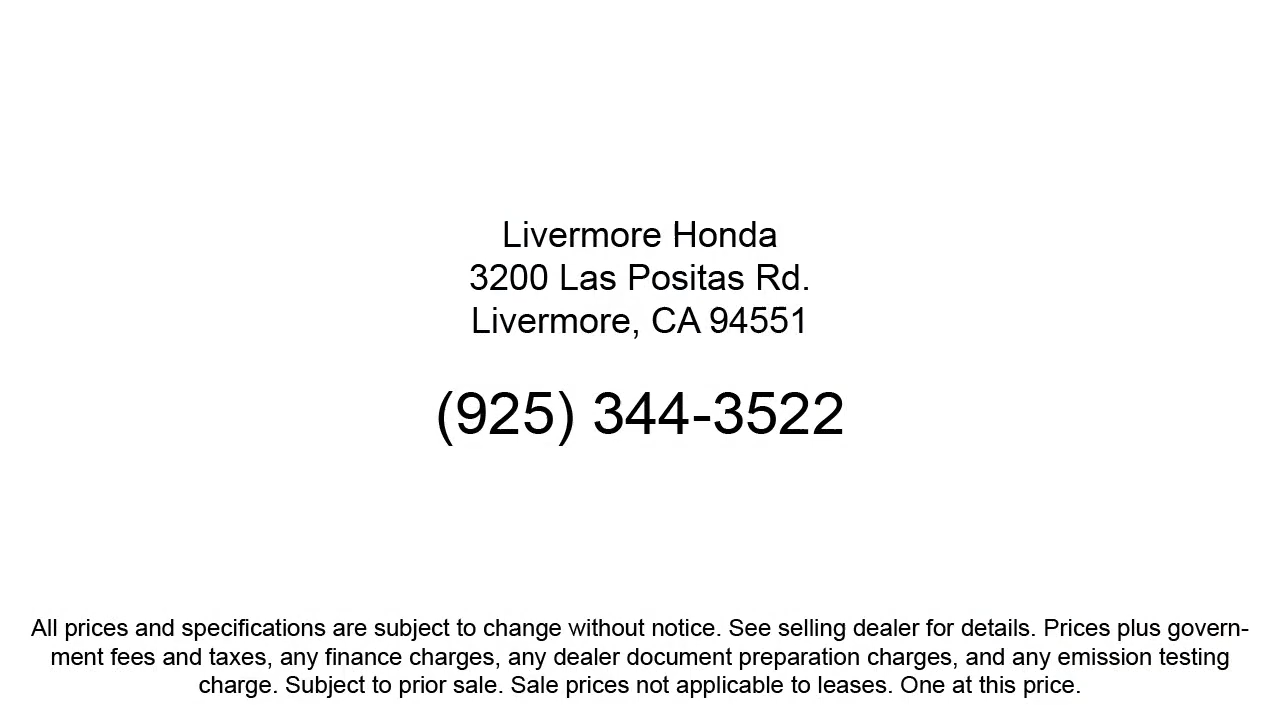 Livermore Honda
3200 Las Positas Rd.
Livermore, CA 94551
(925) 344-3522
All prices and specifications are subject to change without notice. See selling dealer for details. Prices plus govern-
ment fees and taxes, any finance charges, any dealer document preparation charges, and any emission testing
charge. Subject to prior sale. Sale prices not applicable to leases. One at this price.